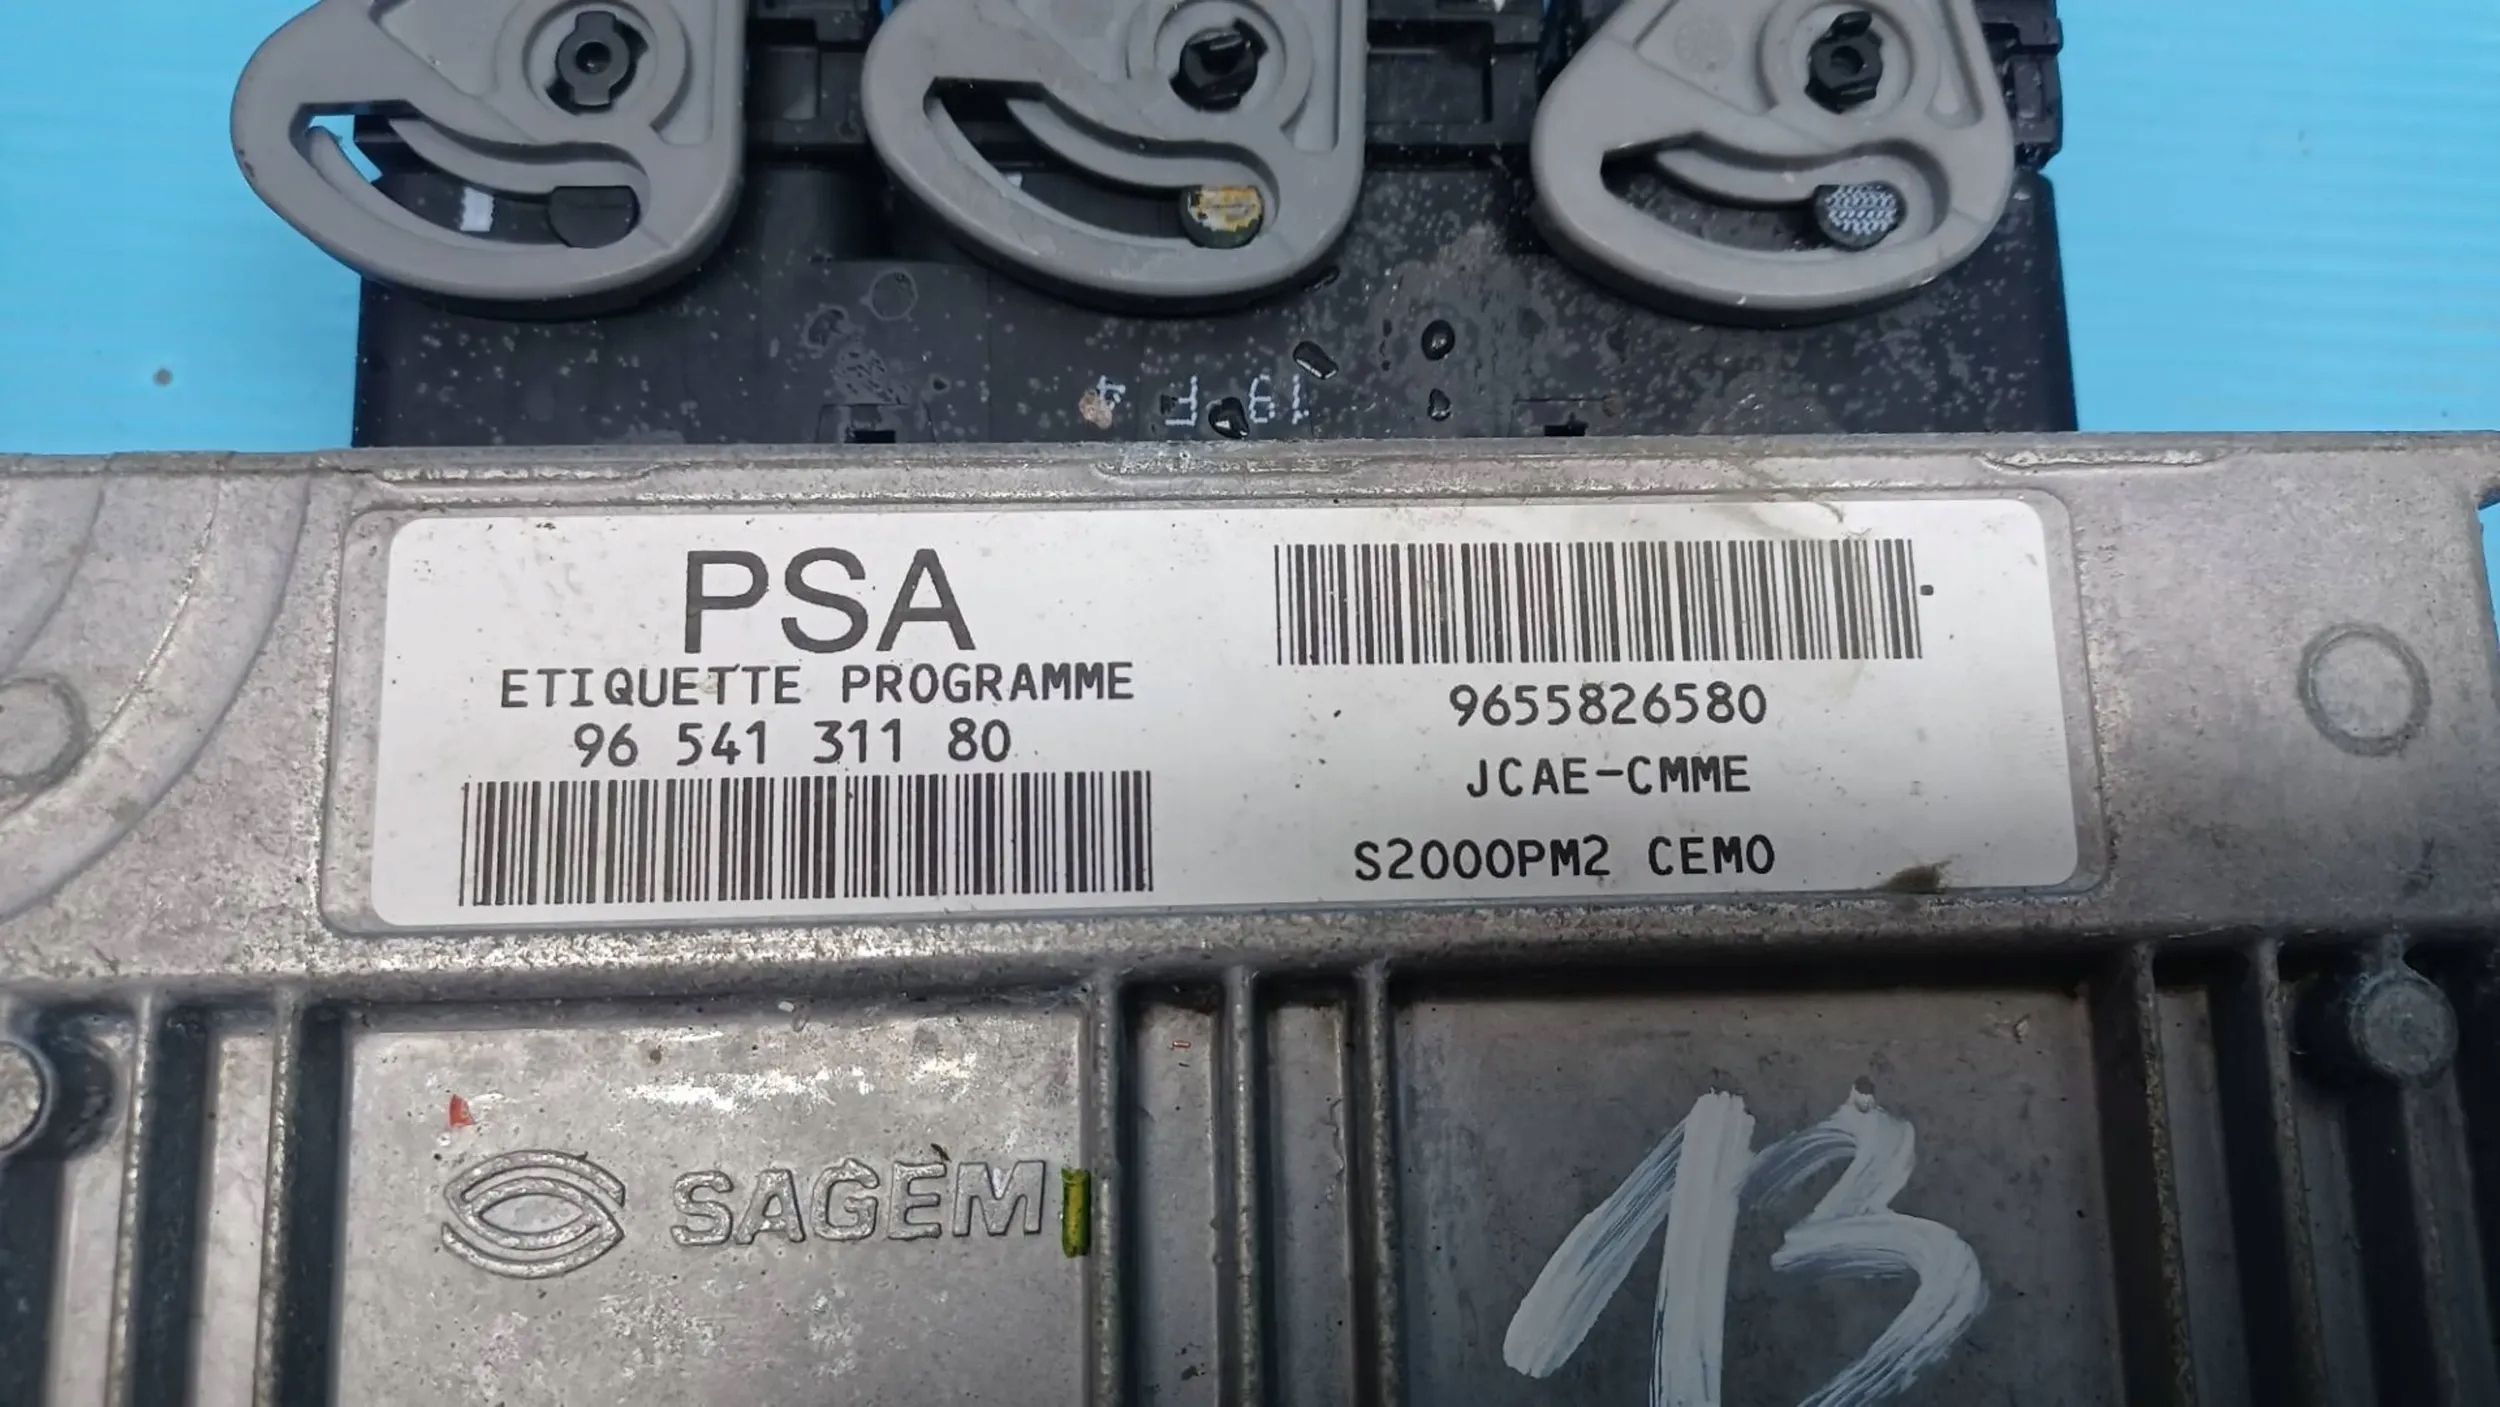 PSA
ETIQUETTE PROGRAMME
96 541 311 80
9655826580
JCAE-CMME
S2000PM2 CEMO
SAGEM
13